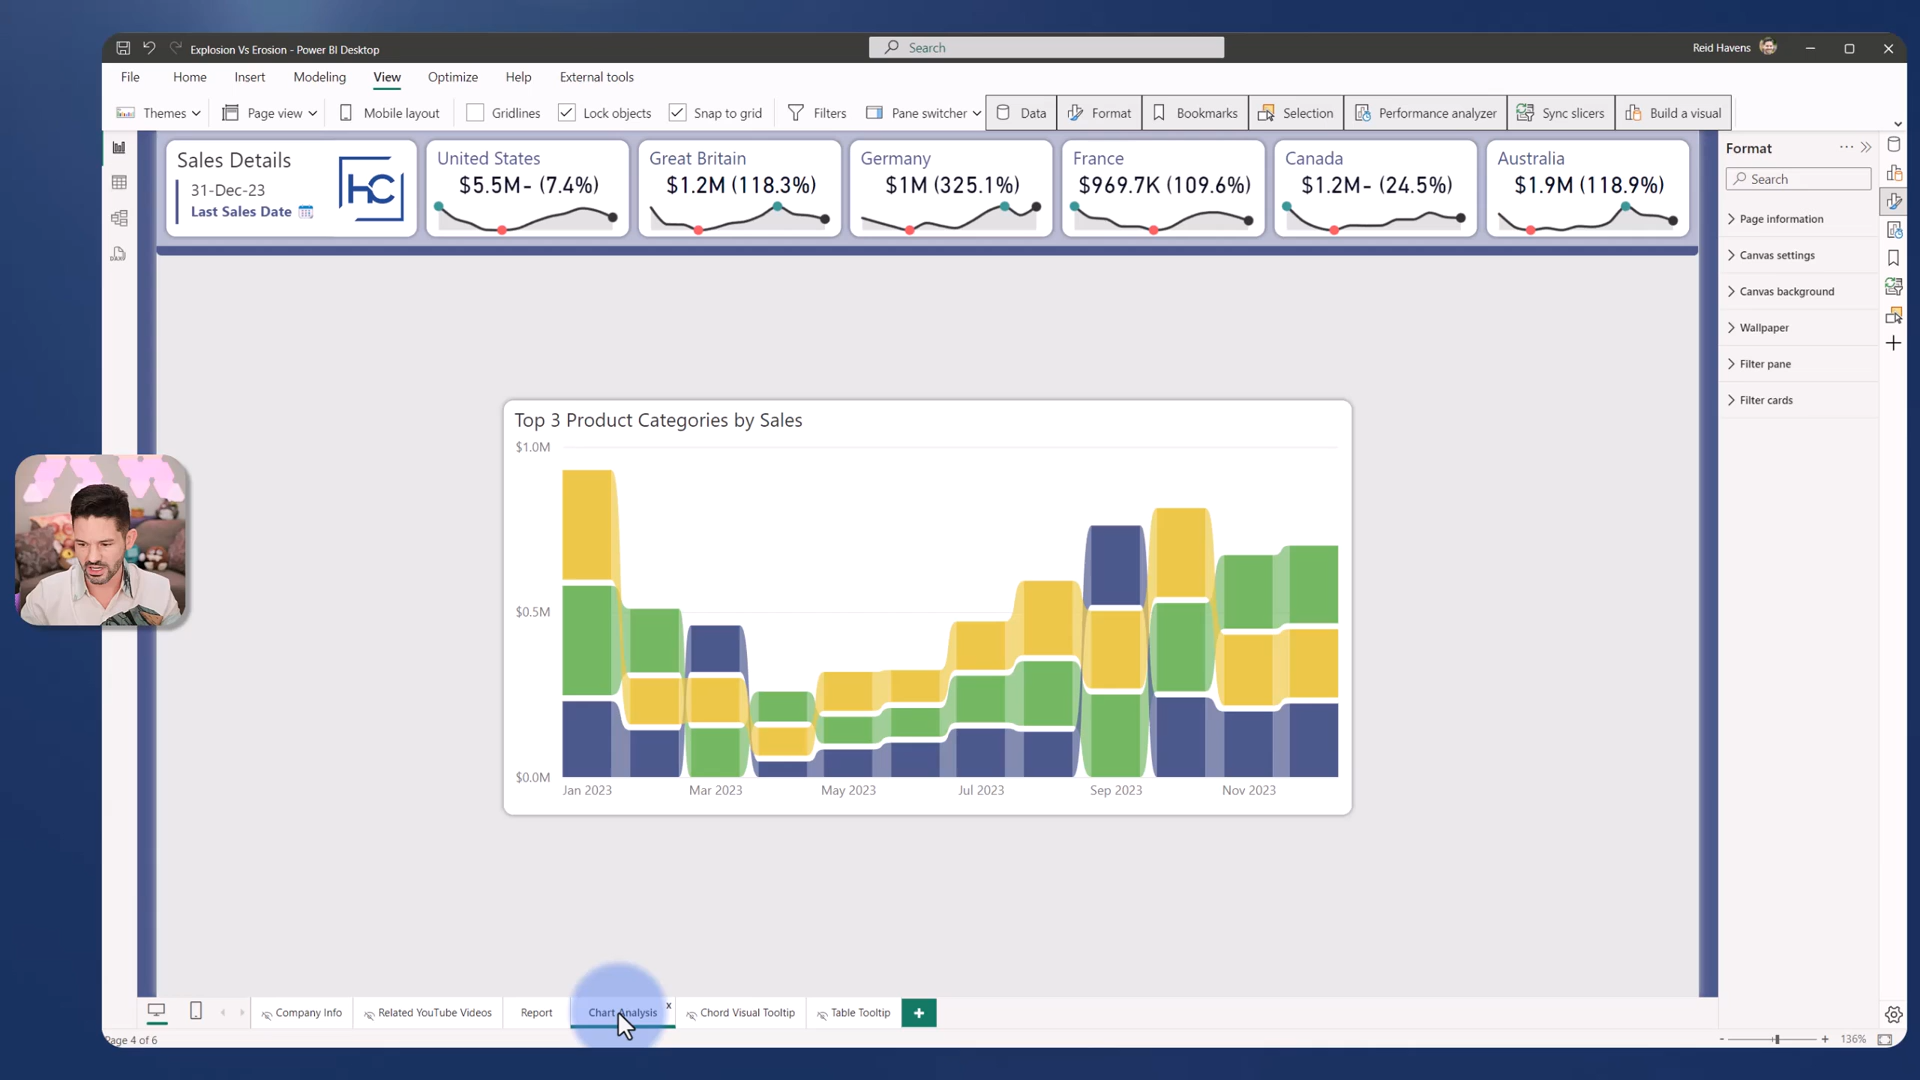 Explosion Vs Erosion - Power BI Desktop
Search
Reid Havens
File Home Insert Modeling View Optimize Help External tools
Themes Page view Mobile layout Gridlines Lock objects Snap to grid Filters Pane switcher Data Format Bookmarks Selection Performance analyzer Sync slicers Build a visual
Sales Details
31-Dec-23
Last Sales Date
HC
United States
$5.5M- (7.4%)
Great Britain
$1.2M (118.3%)
Germany
$1M (325.1%)
France
$969.7K (109.6%)
Canada
$1.2M- (24.5%)
Australia
$1.9M (118.9%)
Format
Search
Page information
Canvas settings
Canvas background
Wallpaper
Filter pane
Filter cards
DAX
Top 3 Product Categories by Sales
$1.0M
$0.5M
$0.0M
Jan 2023 Mar 2023 May 2023 Jul 2023 Sep 2023 Nov 2023
Company Info Related YouTube Videos Report Chart Analysis x Chord Visual Tooltip Table Tooltip +
Page 4 of 6
- + 136%